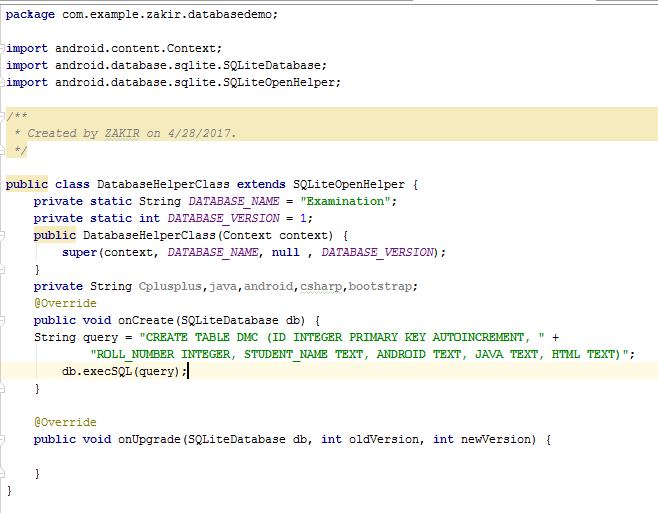 package com.example.zakir.databasedemo;
import android.content.Context;
import android.database.sqlite.SQLiteDatabase;
import android.database.sqlite.SQLiteOpenHelper;
/**
 * Created by ZAKIR on 4/28/2017.
 */
public class DatabaseHelperClass extends SQLiteOpenHelper {
    private static String DATABASE_NAME = "Examination";
    private static int DATABASE_VERSION = 1;
    public DatabaseHelperClass(Context context) {
        super(context, DATABASE_NAME, null , DATABASE_VERSION);
    }
    private String Cplusplus,java,android,csharp,bootstrap;
    @Override
    public void onCreate(SQLiteDatabase db) {
    String query = "CREATE TABLE DMC (ID INTEGER PRIMARY KEY AUTOINCREMENT, " +
            "ROLL_NUMBER INTEGER, STUDENT_NAME TEXT, ANDROID TEXT, JAVA TEXT, HTML TEXT)";
        db.execSQL(query);
    }
    @Override
    public void onUpgrade(SQLiteDatabase db, int oldVersion, int newVersion) {
    }
}